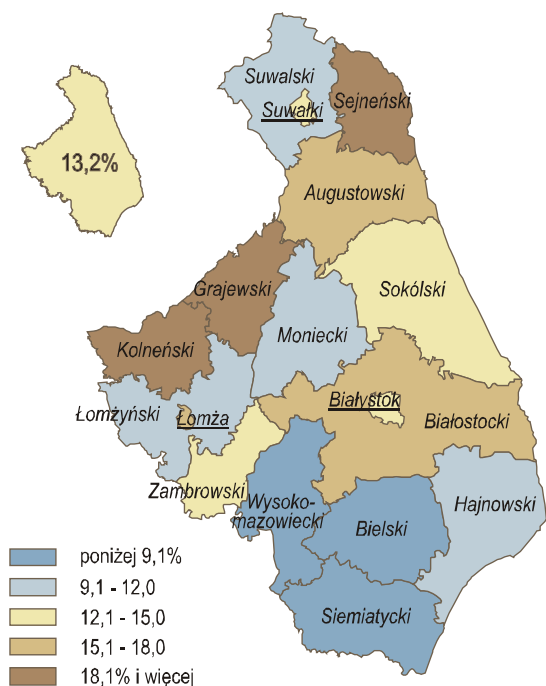 Suwalski
Suwałki
Sejneński
13,2%
Augustowski
Grajewski
Sokólski
Moniecki
Kolneński
Łomżyński
Łomża
Białystok
Białostocki
Zambrowski
Wysoko-
mazowiecki
Hajnowski
Bielski
Siemiatycki
poniżej 9,1%
9,1 - 12,0
12,1 - 15,0
15,1 - 18,0
18,1% i więcej